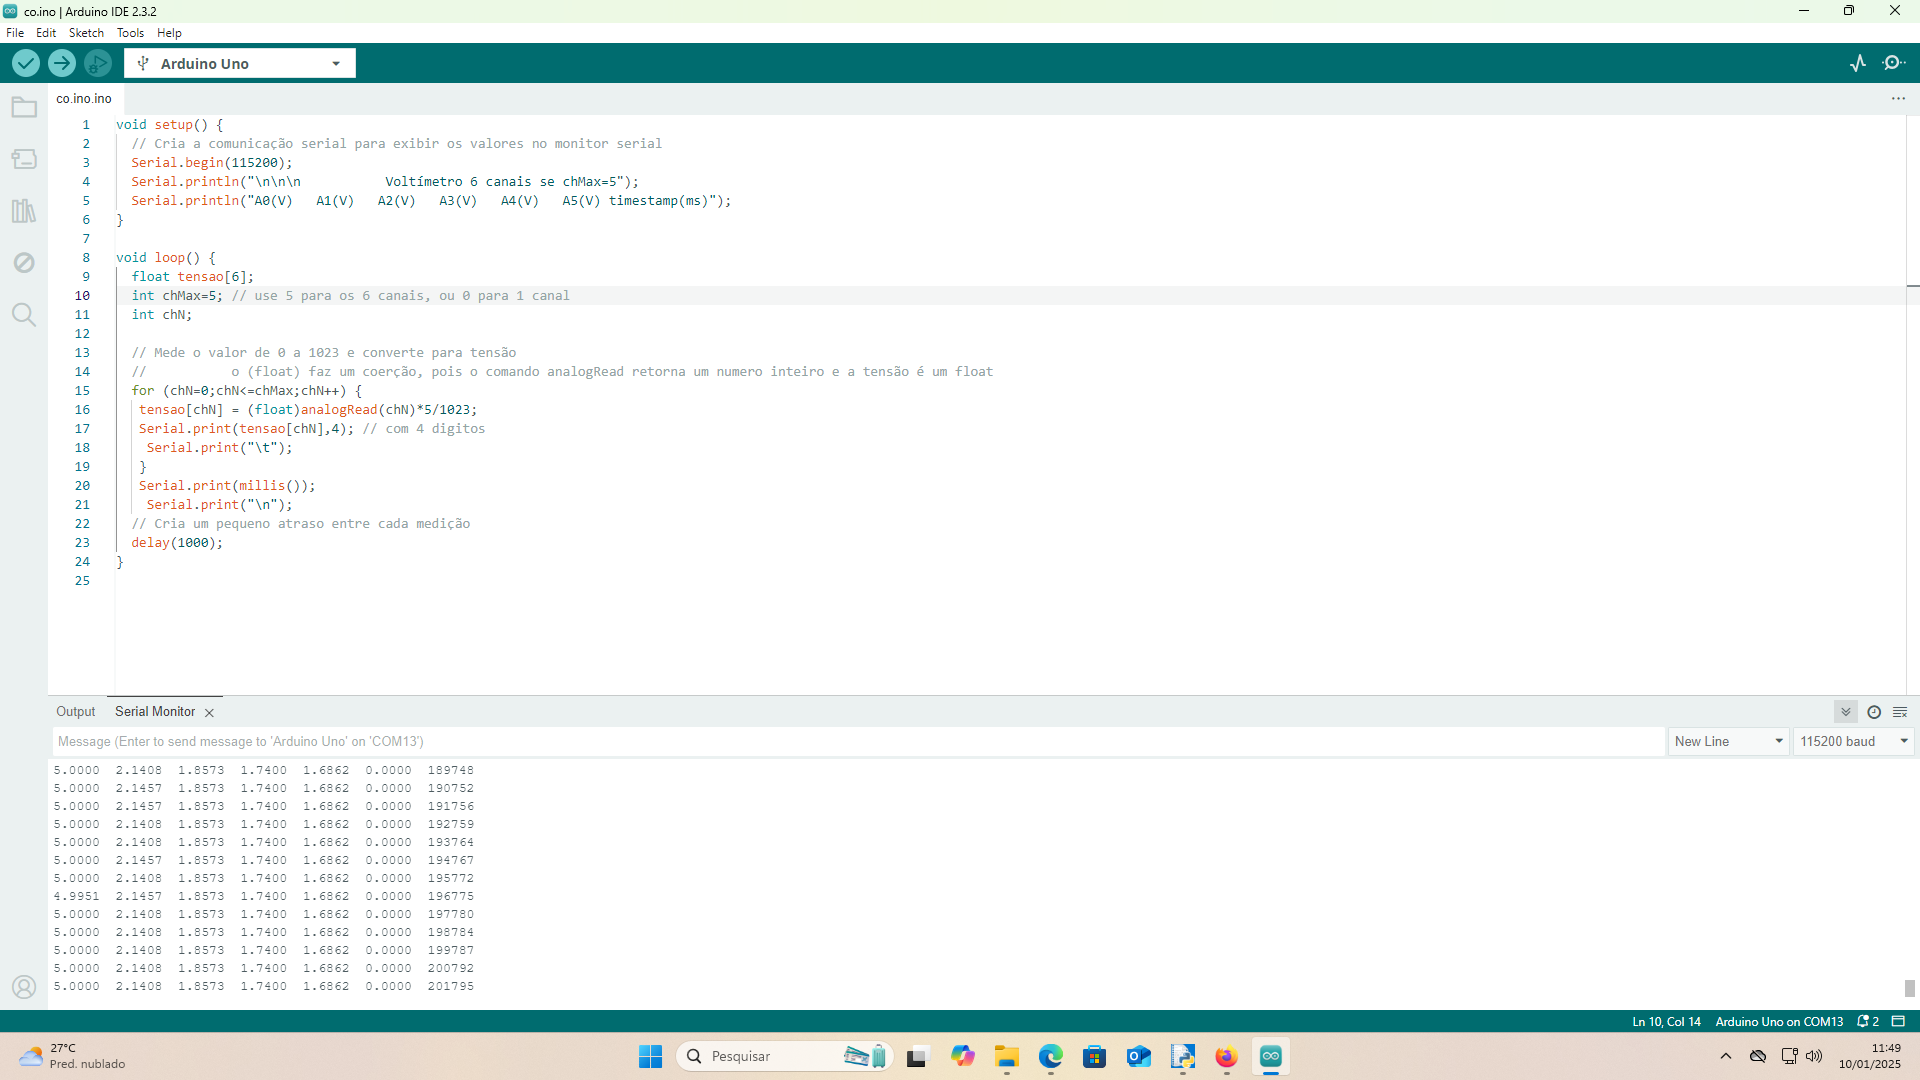 co.ino | Arduino IDE 2.3.2
File Edit Sketch Tools Help
Arduino Uno
co.ino.ino
1 void setup() {
2 // Cria a comunicação serial para exibir os valores no monitor serial
3 Serial.begin(115200);
4 Serial.println("\n\n\n           Voltímetro 6 canais se chMax=5");
5 Serial.println("A0(V)   A1(V)   A2(V)   A3(V)   A4(V)   A5(V) timestamp(ms)");
6 }
7
8 void loop() {
9 float tensao[6];
10 int chMax=5; // use 5 para os 6 canais, ou 0 para 1 canal
11 int chN;
12
13 // Mede o valor de 0 a 1023 e converte para tensão
14 //           o (float) faz um coerção, pois o comando analogRead retorna um numero inteiro e a tensão é um float
15 for (chN=0;chN<=chMax;chN++) {
16 tensao[chN] = (float)analogRead(chN)*5/1023;
17 Serial.print(tensao[chN],4); // com 4 digitos
18 Serial.print("\t");
19 }
20 Serial.print(millis());
21 Serial.print("\n");
22 // Cria um pequeno atraso entre cada medição
23 delay(1000);
24 }
25
Output Serial Monitor
Message (Enter to send message to 'Arduino Uno' on 'COM13') New Line 115200 baud
5.0000 2.1408 1.8573 1.7400 1.6862 0.0000 189748
5.0000 2.1457 1.8573 1.7400 1.6862 0.0000 190752
5.0000 2.1457 1.8573 1.7400 1.6862 0.0000 191756
5.0000 2.1408 1.8573 1.7400 1.6862 0.0000 192759
5.0000 2.1408 1.8573 1.7400 1.6862 0.0000 193764
5.0000 2.1457 1.8573 1.7400 1.6862 0.0000 194767
5.0000 2.1408 1.8573 1.7400 1.6862 0.0000 195772
4.9951 2.1457 1.8573 1.7400 1.6862 0.0000 196775
5.0000 2.1408 1.8573 1.7400 1.6862 0.0000 197780
5.0000 2.1408 1.8573 1.7400 1.6862 0.0000 198784
5.0000 2.1408 1.8573 1.7400 1.6862 0.0000 199787
5.0000 2.1408 1.8573 1.7400 1.6862 0.0000 200792
5.0000 2.1408 1.8573 1.7400 1.6862 0.0000 201795
Ln 10, Col 14 Arduino Uno on COM13 2
27°C
Pred. nublado
Pesquisar
11:49
10/01/2025